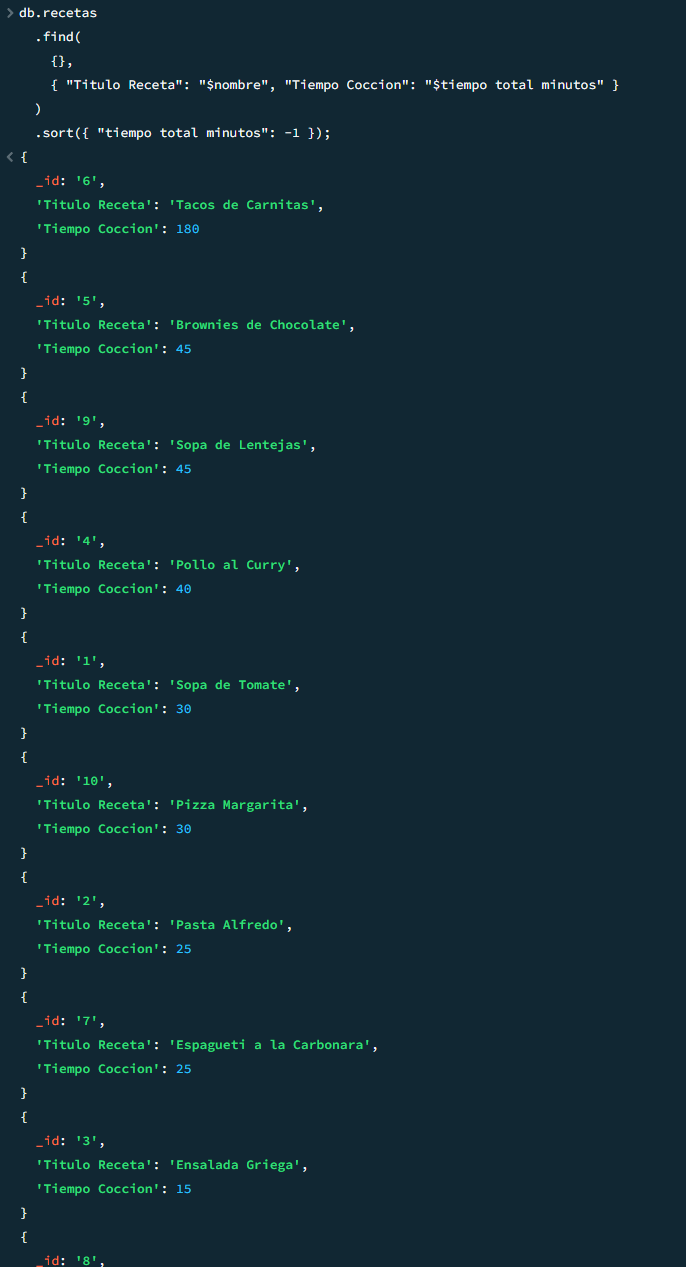 > db.recetas
.find(
{},
{ "Titulo Receta": "$nombre", "Tiempo Coccion": "$tiempo total minutos" }
)
.sort({ "tiempo total minutos": -1 });
< {
_id: '6',
'Titulo Receta': 'Tacos de Carnitas',
'Tiempo Coccion': 180
}
{
_id: '5',
'Titulo Receta': 'Brownies de Chocolate',
'Tiempo Coccion': 45
}
{
_id: '9',
'Titulo Receta': 'Sopa de Lentejas',
'Tiempo Coccion': 45
}
{
_id: '4',
'Titulo Receta': 'Pollo al Curry',
'Tiempo Coccion': 40
}
{
_id: '1',
'Titulo Receta': 'Sopa de Tomate',
'Tiempo Coccion': 30
}
{
_id: '10',
'Titulo Receta': 'Pizza Margarita',
'Tiempo Coccion': 30
}
{
_id: '2',
'Titulo Receta': 'Pasta Alfredo',
'Tiempo Coccion': 25
}
{
_id: '7',
'Titulo Receta': 'Espagueti a la Carbonara',
'Tiempo Coccion': 25
}
{
_id: '3',
'Titulo Receta': 'Ensalada Griega',
'Tiempo Coccion': 15
}
{
_id: '8',